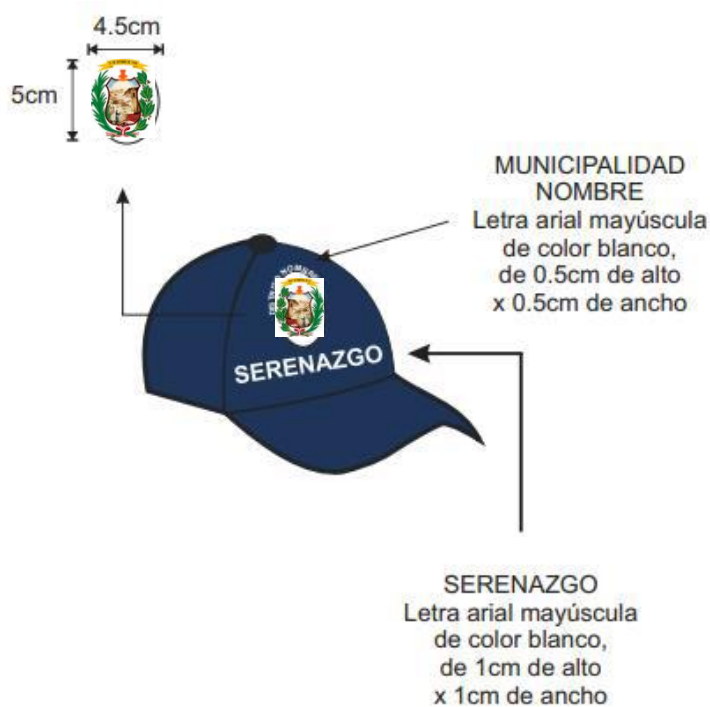 4.5cm
5cm
MUNICIPALIDAD
NOMBRE
Letra arial mayúscula
de color blanco,
de 0.5cm de alto
x 0.5cm de ancho
NOMBRE
SERENAZGO
SERENAZGO
Letra arial mayúscula
de color blanco,
de 1cm de alto
x 1cm de ancho